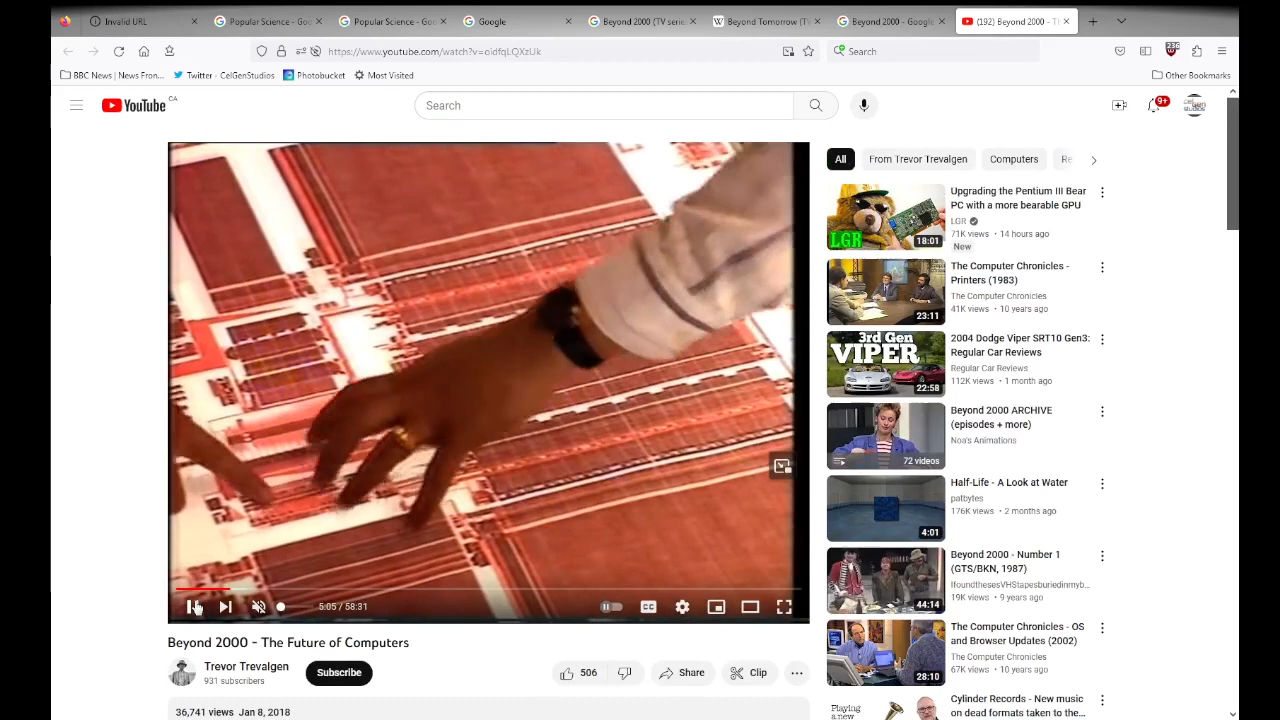 Invalid URL
Popular Science - Goo
Popular Science - Goo
Google
Beyond 2000 (TV serie
Beyond Tomorrow (T
Beyond 2000 - Google
(192) Beyond 2000 - T
https://www.youtube.com/watch?v=oidfqLQXzUk
Search
BBC News | News Fron...
Twitter - CelGenStudios
Photobucket
Most Visited
Other Bookmarks
YouTube CA
Search
9+
All
From Trevor Trevalgen
Computers
Re
Upgrading the Pentium III Bear
PC with a more bearable GPU
LGR
71K views • 14 hours ago
New
LGR
18:01
The Computer Chronicles -
Printers (1983)
The Computer Chronicles
41K views • 10 years ago
23:11
2004 Dodge Viper SRT10 Gen3:
Regular Car Reviews
Regular Car Reviews
112K views • 1 month ago
3rd Gen
VIPER
22:58
Beyond 2000 ARCHIVE
(episodes + more)
Noa's Animations
72 videos
Half-Life - A Look at Water
patbytes
176K views • 2 months ago
4:01
Beyond 2000 - Number 1
(GTS/BKN, 1987)
IfoundthesesVHStapesburiedinmyb...
19K views • 9 years ago
44:14
The Computer Chronicles - OS
and Browser Updates (2002)
The Computer Chronicles
67K views • 10 years ago
28:10
Cylinder Records - New music
on dead formats taken to the...
Playing
a new
5:05 / 58:31
CC
Beyond 2000 - The Future of Computers
Trevor Trevalgen
931 subscribers
Subscribe
506
Share
Clip
36,741 views Jan 8, 2018